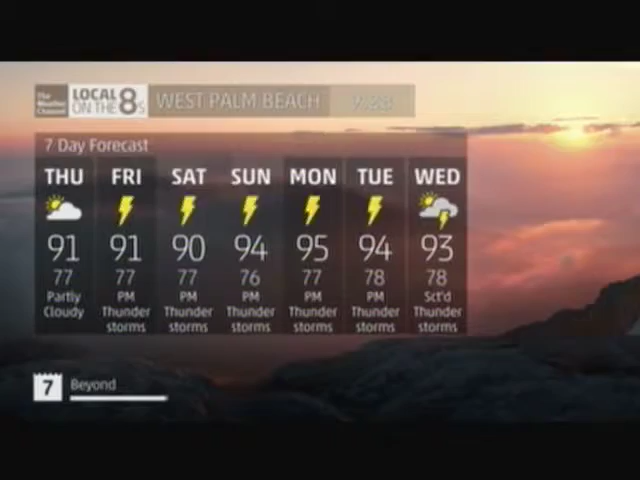 The Weather Channel
LOCAL ON THE 8s
WEST PALM BEACH
7 Day Forecast
THU FRI SAT SUN MON TUE WED
91 91 90 94 95 94 93
77 77 77 76 77 78 78
Partly Cloudy
PM Thunder storms
PM Thunder storms
PM Thunder storms
PM Thunder storms
PM Thunder storms
Sct'd Thunder storms
7 Beyond